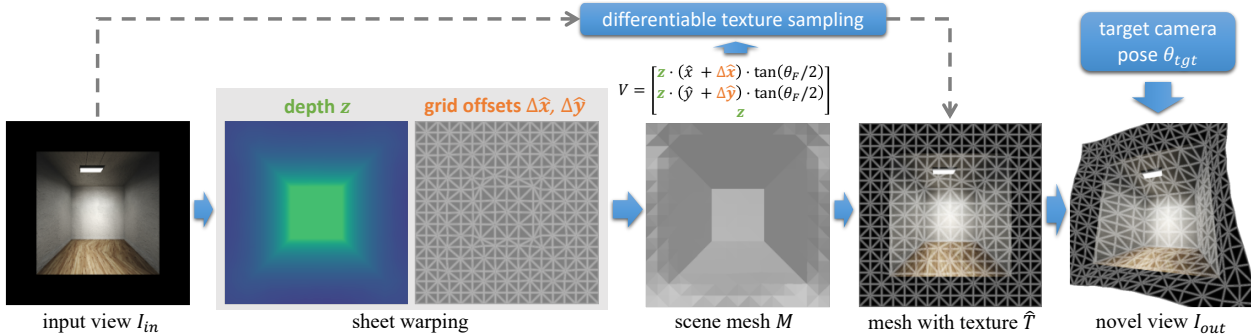 differentiable texture sampling
target camera
pose θ_tgt
V = [z · (x̂ + Δx̂) · tan(θ_F/2)
z · (ŷ + Δŷ) · tan(θ_F/2)
z]
depth z
grid offsets Δx̂, Δŷ
input view I_in
sheet warping
scene mesh M
mesh with texture T̂
novel view I_out